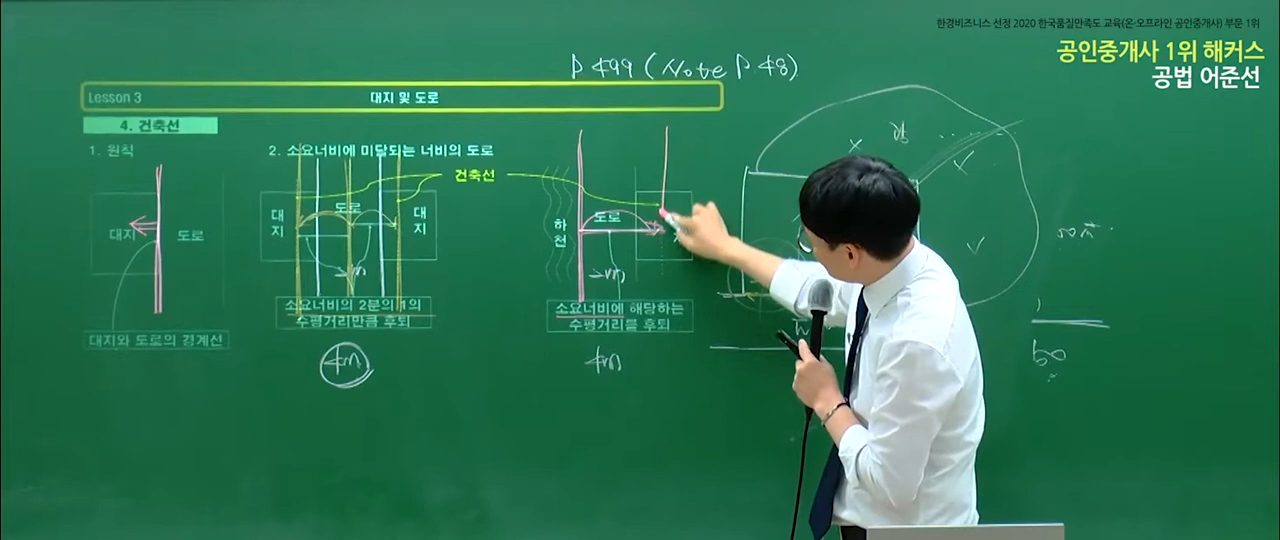 한경비즈니스 선정 2020 한국품질만족도 교육(온·오프라인 공인중개사) 부문 1위
공인중개사 1위 해커스
공법 어준선
P 499 (Note P 48)
Lesson 3 대지 및 도로
4. 건축선
1. 원칙
2. 소요너비에 미달되는 너비의 도로
건축선
대지 도로
대지 도로 대지
하천 도로
2m
2m
소요너비의 2분의 1의
수평거리만큼 후퇴
소요너비에 해당하는
수평거리를 후퇴
대지와 도로의 경계선
4m
4m
60